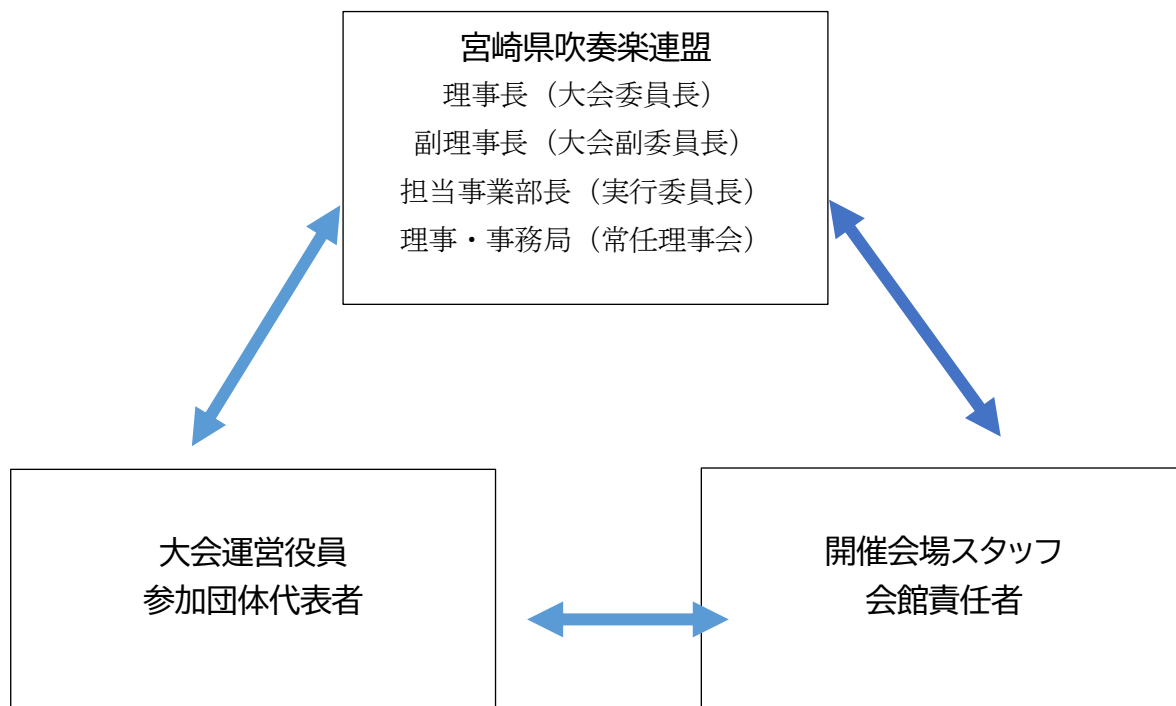 宮崎県吹奏楽連盟
理事長（大会委員長）
副理事長（大会副委員長）
担当事業部長（実行委員長）
理事・事務局（常任理事会）
大会運営役員
参加団体代表者
開催会場スタッフ
会館責任者